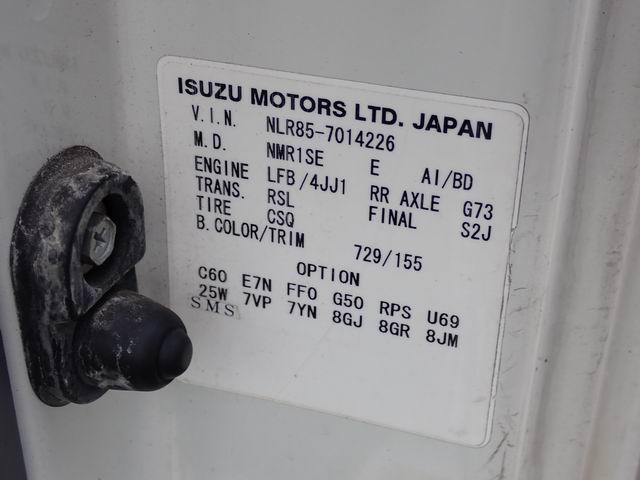 ISUZU MOTORS LTD. JAPAN
V.I.N. NLR85-7014226
M.D. NMR1SE E AI/BD
ENGINE LFB/4JJ1 RR AXLE G73
TRANS. RSL FINAL S2J
TIRE CSQ
B.COLOR/TRIM 729/155
OPTION
C60 E7N FF0 G50 RPS U69
25W 7VP 7YN 8GJ 8GR 8JM
SMS